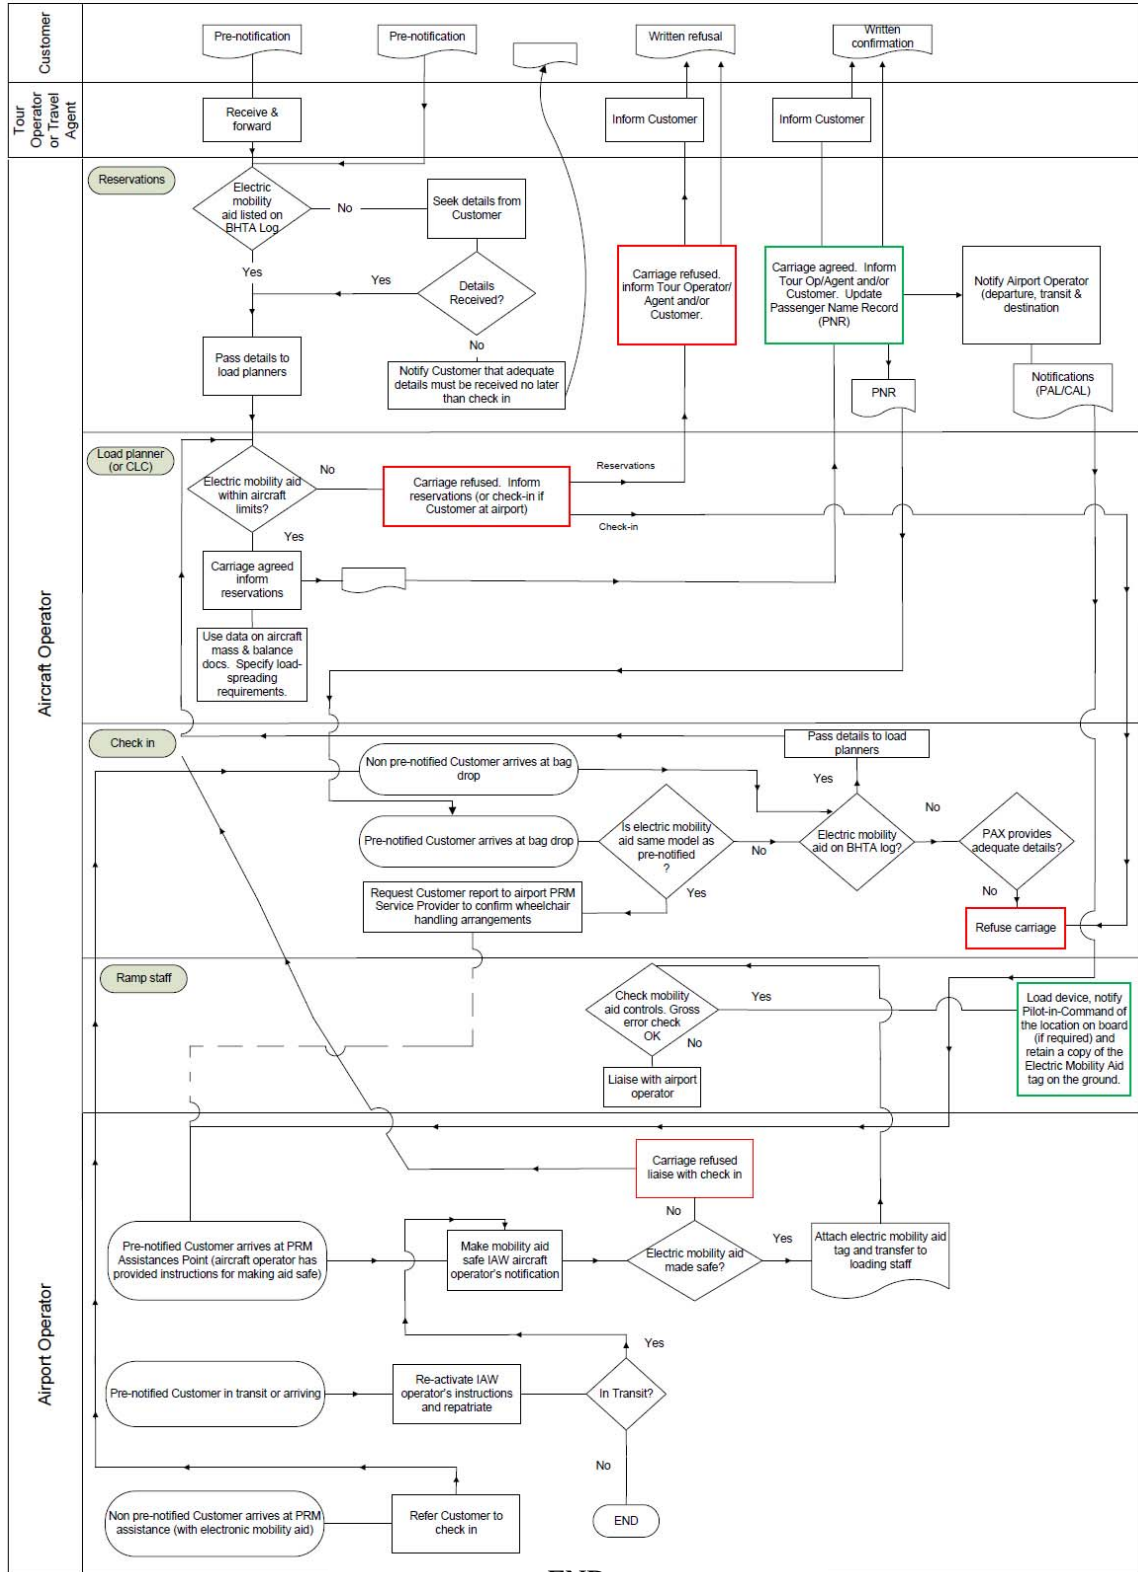 Customer
Pre-notification
Pre-notification
Written refusal
Written
confirmation
Tour
Operator
or Travel
Agent
Receive &
forward
Inform Customer
Inform Customer
Aircraft Operator
Reservations
Electric
mobility
aid listed on
BHTA Log
No
Seek details from
Customer
Yes
Yes
Details
Received?
No
Pass details to
load planners
Notify Customer that adequate
details must be received no later
than check in
Carriage refused.
inform Tour Operator/
Agent and/or
Customer.
Carriage agreed. Inform
Tour Op/Agent and/or
Customer. Update
Passenger Name Record
(PNR)
Notify Airport Operator
(departure, transit &
destination
PNR
Notifications
(PAL/CAL)
Load planner
(or CLC)
Electric mobility aid
within aircraft
limits?
No
Carriage refused. Inform
reservations (or check-in if
Customer at airport)
Reservations
Check-in
Yes
Carriage agreed
inform
reservations
Use data on aircraft
mass & balance
docs. Specify load-
spreading
requirements.
Check in
Non pre-notified Customer arrives at bag
drop
Pass details to load
planners
Yes
Pre-notified Customer arrives at bag drop
Is electric mobility
aid same model as
pre-notified
?
No
Electric mobility
aid on BHTA log?
No
PAX provides
adequate details?
Yes
No
Request Customer report to airport PRM
Service Provider to confirm wheelchair
handling arrangements
Refuse carriage
Ramp staff
Check mobility
aid controls. Gross
error check
OK
Yes
No
Liaise with airport
operator
Load device, notify
Pilot-in-Command of
the location on board
(if required) and
retain a copy of the
Electric Mobility Aid
tag on the ground.
Airport Operator
Carriage refused
liaise with check in
No
Pre-notified Customer arrives at PRM
Assistances Point (aircraft operator has
provided instructions for making aid safe)
Make mobility aid
safe IAW aircraft
operator's notification
Electric mobility aid
made safe?
Yes
Attach electric mobility aid
tag and transfer to
loading staff
Yes
Pre-notified Customer in transit or arriving
Re-activate IAW
operator's instructions
and repatriate
In Transit?
No
Non pre-notified Customer arrives at PRM
assistance (with electronic mobility aid)
Refer Customer to
check in
END
END